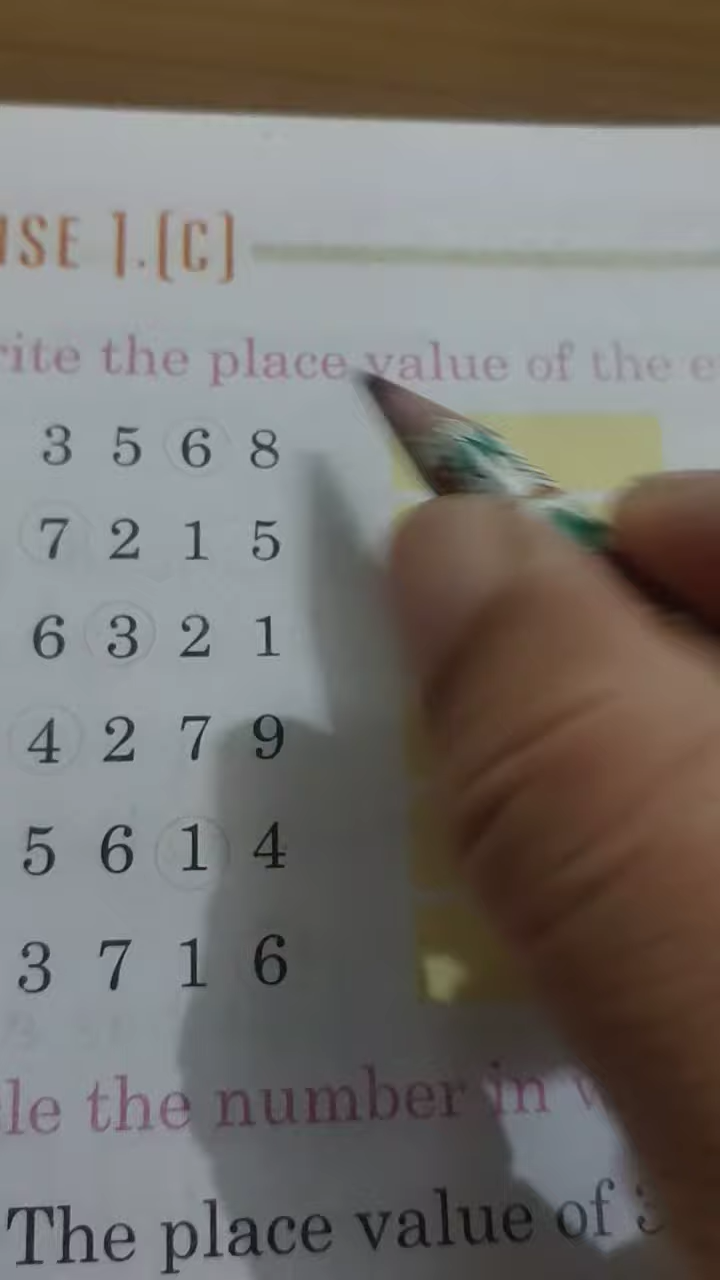 ISE 1.[C]
rite the place value of the e
3 5 6 8
7 2 1 5
6 3 2 1
4 2 7 9
5 6 1 4
3 7 1 6
le the number in
The place value of